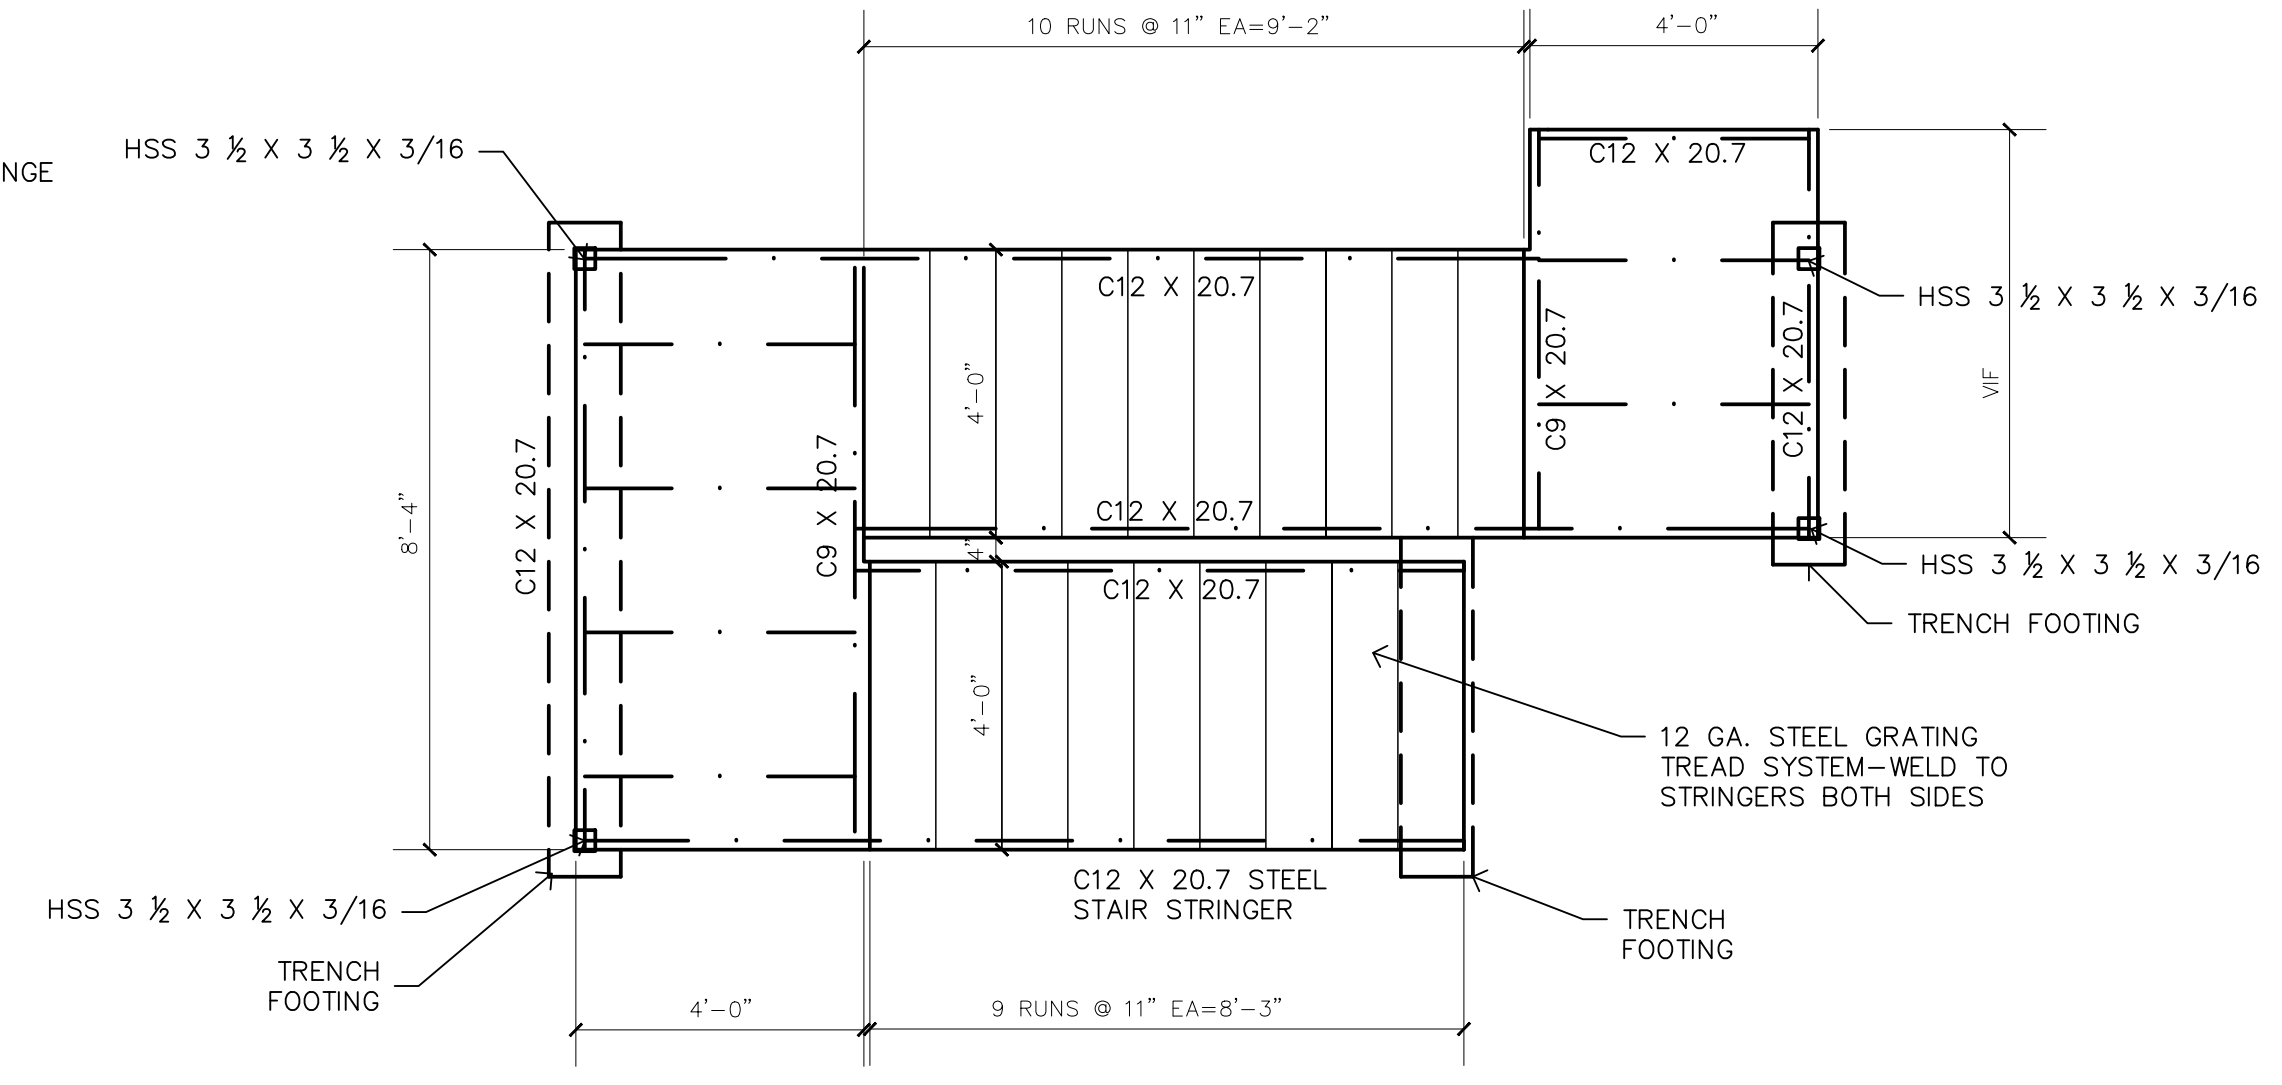 10 RUNS @ 11" EA=9'-2"
4'-0"
HSS 3 ½ X 3 ½ X 3/16
NGE
C12 X 20.7
C12 X 20.7
HSS 3 ½ X 3 ½ X 3/16
C9 X 20.7
C12 X 20.7
VIF
4'-0"
8'-4"
C12 X 20.7
C9 X 20.7
C12 X 20.7
4"
C12 X 20.7
HSS 3 ½ X 3 ½ X 3/16
TRENCH FOOTING
4'-0"
12 GA. STEEL GRATING
TREAD SYSTEM-WELD TO
STRINGERS BOTH SIDES
C12 X 20.7 STEEL
STAIR STRINGER
HSS 3 ½ X 3 ½ X 3/16
TRENCH
FOOTING
TRENCH
FOOTING
4'-0"
9 RUNS @ 11" EA=8'-3"